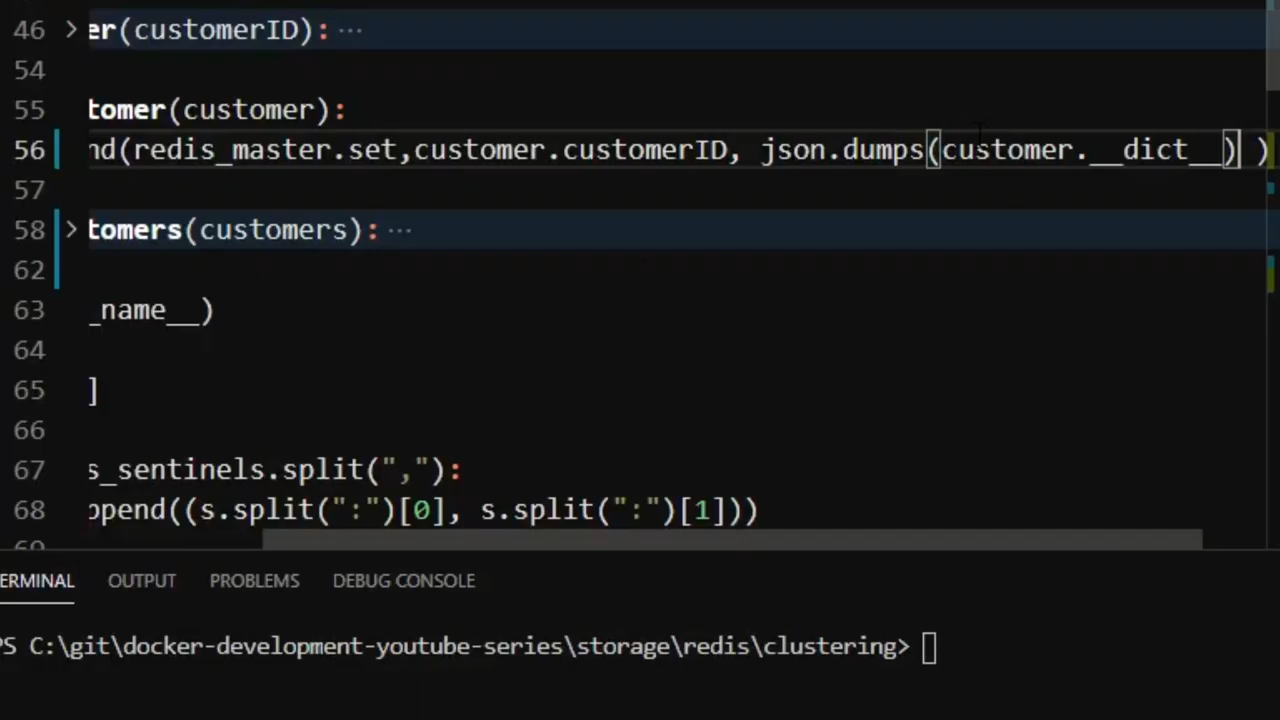 46 > er(customerID): ···
54
55 tomer(customer):
56 nd(redis_master.set,customer.customerID, json.dumps(customer.__dict__) )
57
58 > tomers(customers): ···
62
63 _name__)
64
65 ]
66
67 s_sentinels.split(","):
68 ppend((s.split(":")[0], s.split(":")[1]))
69
ERMINAL OUTPUT PROBLEMS DEBUG CONSOLE
PS C:\git\docker-development-youtube-series\storage\redis\clustering>